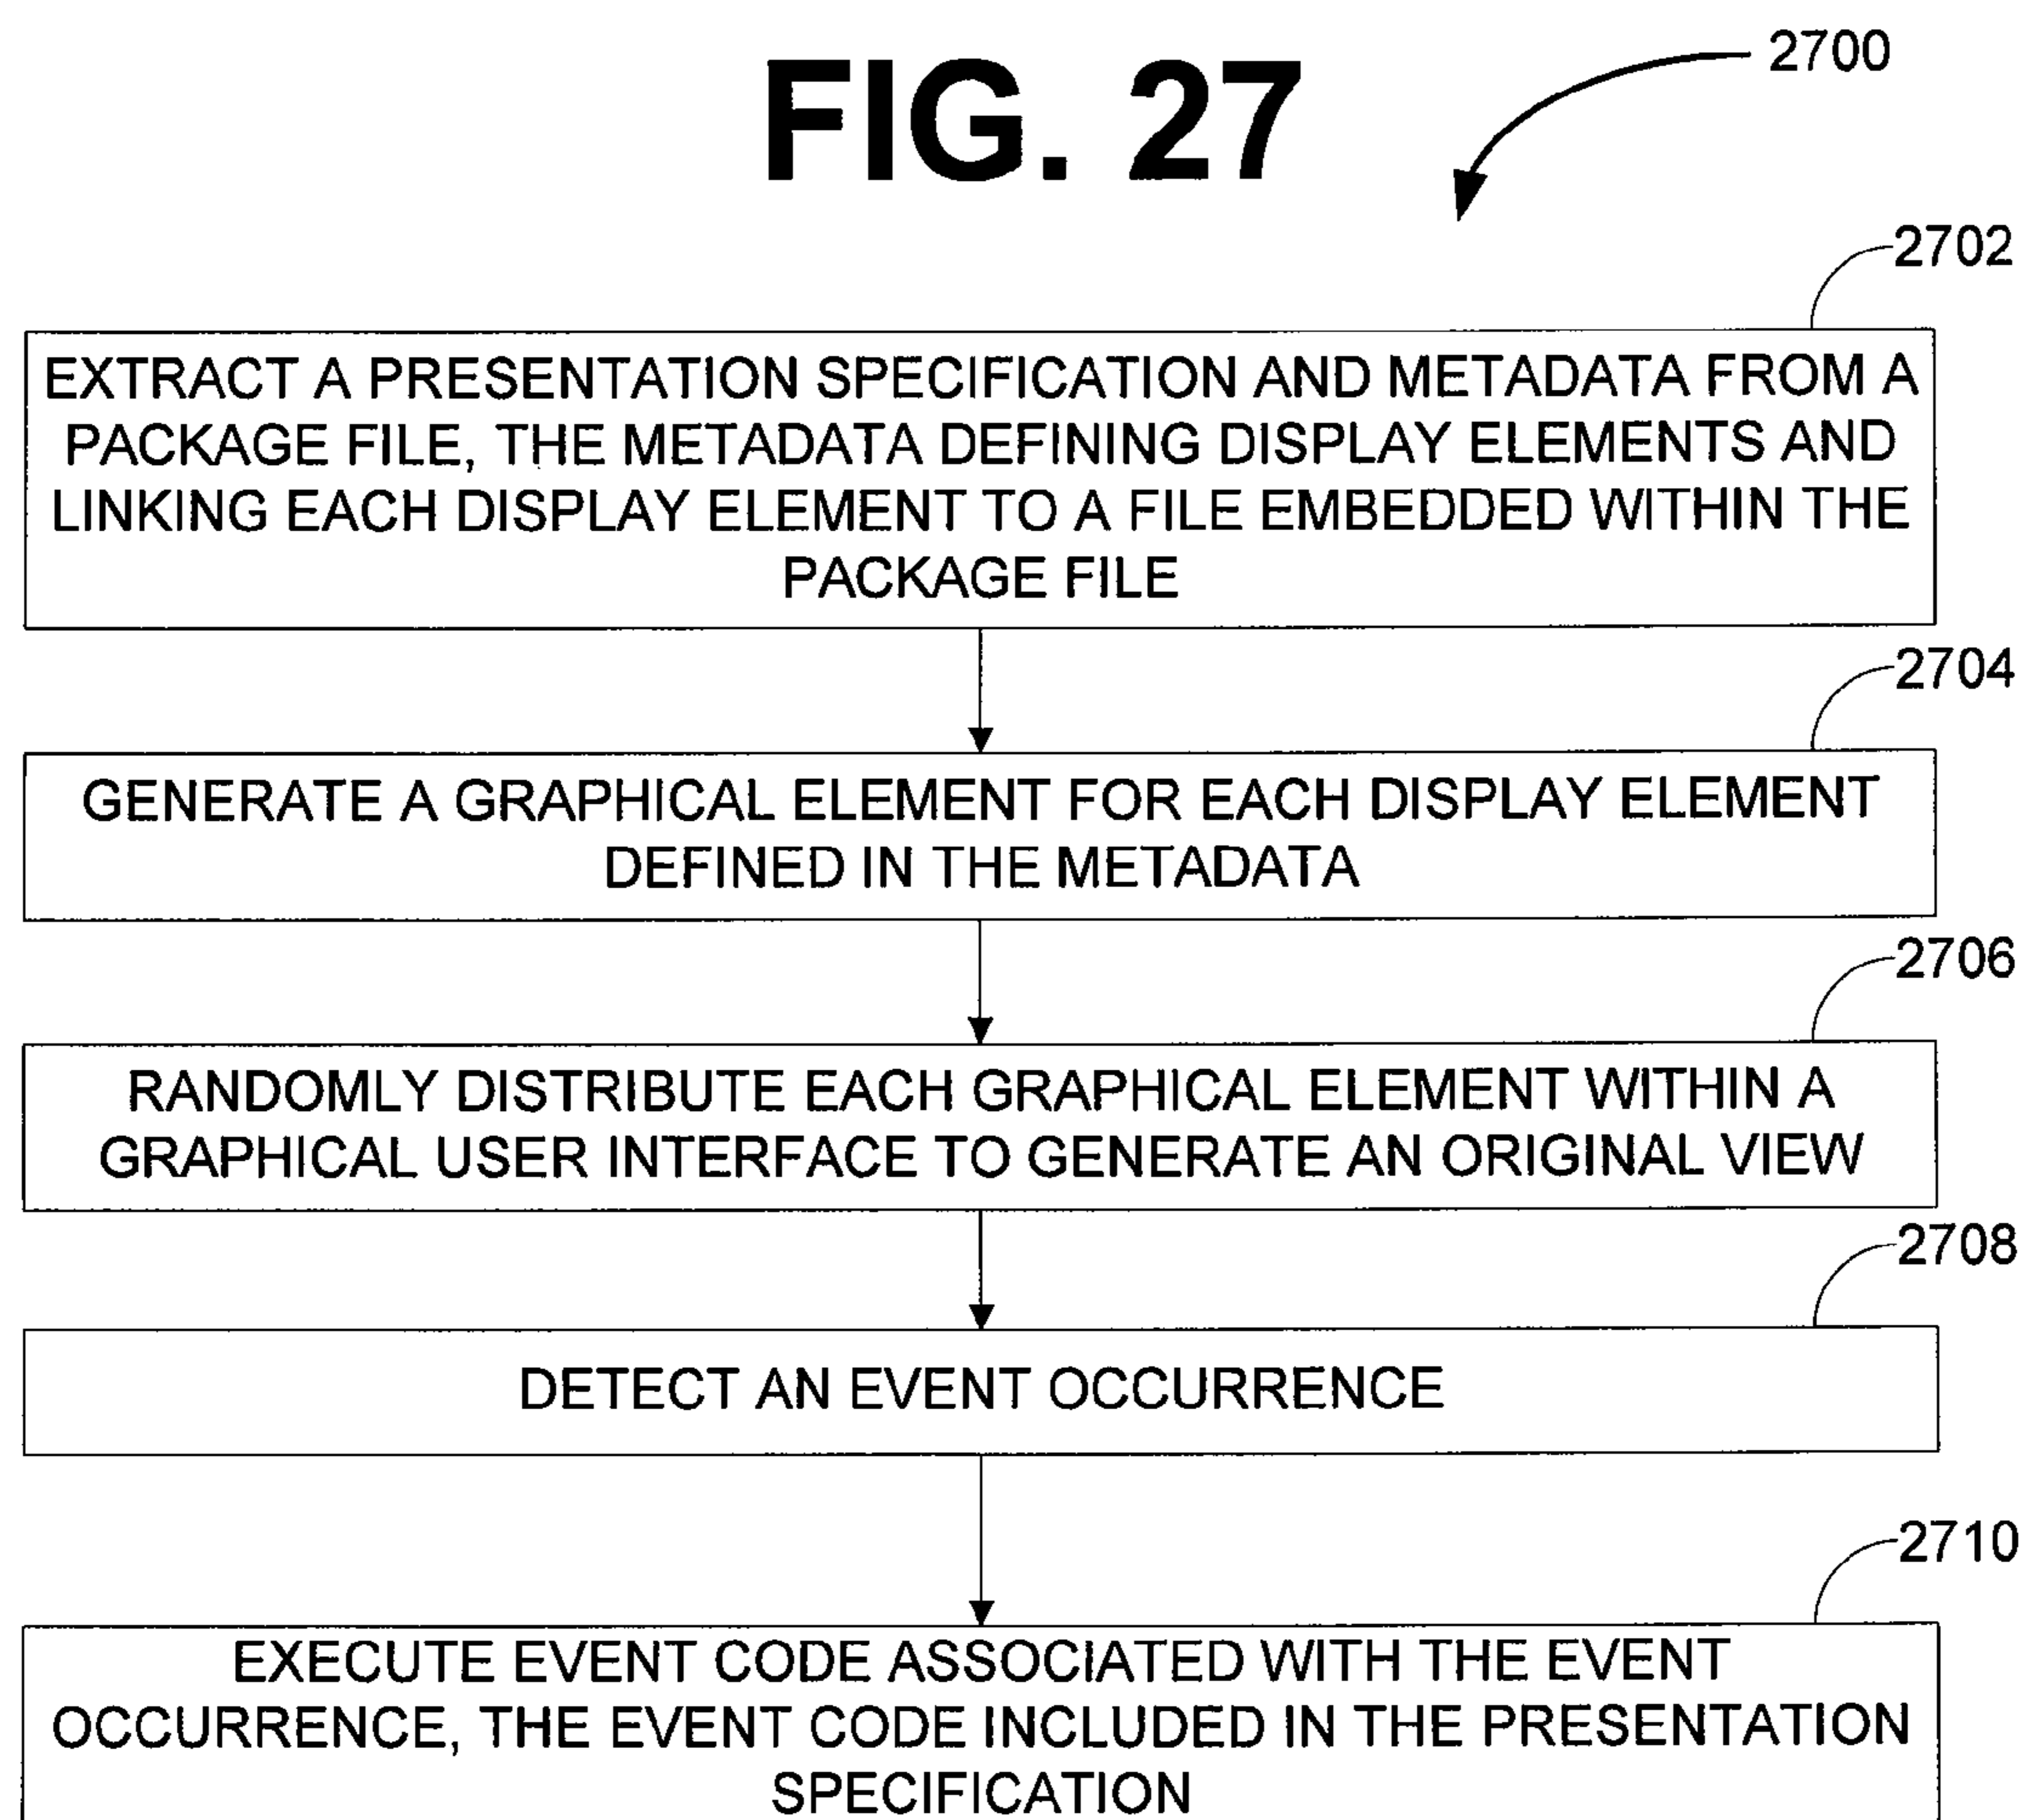 FIG. 27
2700
2702
EXTRACT A PRESENTATION SPECIFICATION AND METADATA FROM A
PACKAGE FILE, THE METADATA DEFINING DISPLAY ELEMENTS AND
LINKING EACH DISPLAY ELEMENT TO A FILE EMBEDDED WITHIN THE
PACKAGE FILE
2704
GENERATE A GRAPHICAL ELEMENT FOR EACH DISPLAY ELEMENT
DEFINED IN THE METADATA
2706
RANDOMLY DISTRIBUTE EACH GRAPHICAL ELEMENT WITHIN A
GRAPHICAL USER INTERFACE TO GENERATE AN ORIGINAL VIEW
2708
DETECT AN EVENT OCCURRENCE
2710
EXECUTE EVENT CODE ASSOCIATED WITH THE EVENT
OCCURRENCE, THE EVENT CODE INCLUDED IN THE PRESENTATION
SPECIFICATION